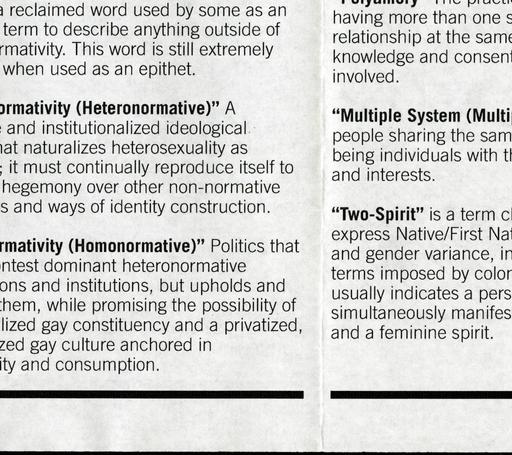 a reclaimed word used by some as an
term to describe anything outside of
rmativity. This word is still extremely
when used as an epithet.
ormativity (Heteronormative)” A
and institutionalized ideological
hat naturalizes heterosexuality as
; it must continually reproduce itself to
hegemony over other non-normative
s and ways of identity construction.
rmativity (Homonormative)” Politics that
ntest dominant heteronormative
ons and institutions, but upholds and
them, while promising the possibility of
lized gay constituency and a privatized,
zed gay culture anchored in
ity and consumption.
“Polyamory” The practi
having more than one s
relationship at the same
knowledge and consent
involved.
“Multiple System (Multip
people sharing the sam
being individuals with th
and interests.
“Two-Spirit” is a term cl
express Native/First Nat
and gender variance, in
terms imposed by color
usually indicates a pers
simultaneously manifes
and a feminine spirit.